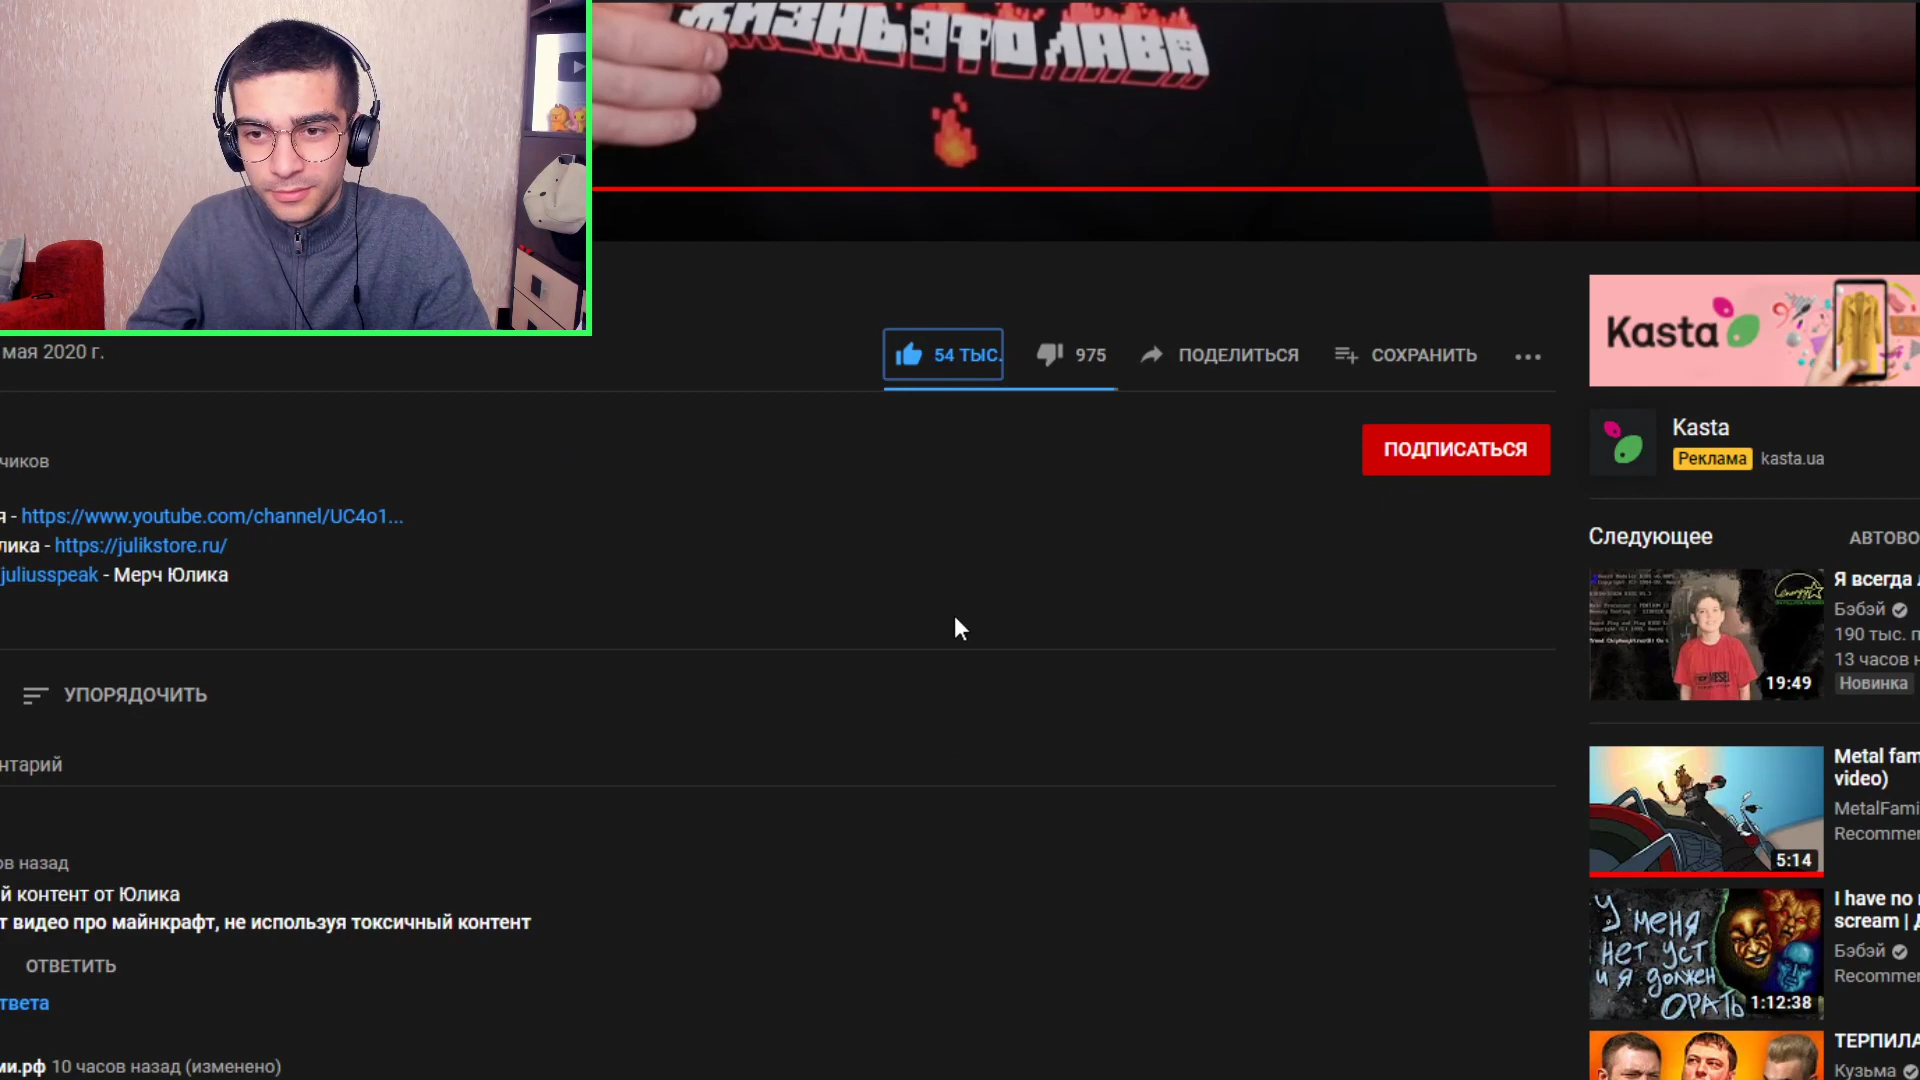 ЖИЗНЬ ЭТО ЛАВА
мая 2020 г.
54 ТЫС.
975
ПОДЕЛИТЬСЯ
СОХРАНИТЬ
чиков
ПОДПИСАТЬСЯ
я - https://www.youtube.com/channel/UC4o1...
лика - https://julikstore.ru/
juliusspeak - Мерч Юлика
УПОРЯДОЧИТЬ
нтарий
ов назад
й контент от Юлика
т видео про майнкрафт, не используя токсичный контент
ОТВЕТИТЬ
твета
ми.рф 10 часов назад (изменено)
Kasta
Kasta
Реклама kasta.ua
Следующее
АВТОВО
19:49
Я всегда
Бэбэй
190 тыс. п
13 часов н
Новинка
5:14
Metal fam
video)
MetalFami
Recommen
У МЕНЯ
НЕТ УСТ
И Я ДОЛЖЕН
ОРАТЬ
1:12:38
I have no
scream |
Бэбэй
Recommen
ТЕРПИЛА
Кузьма